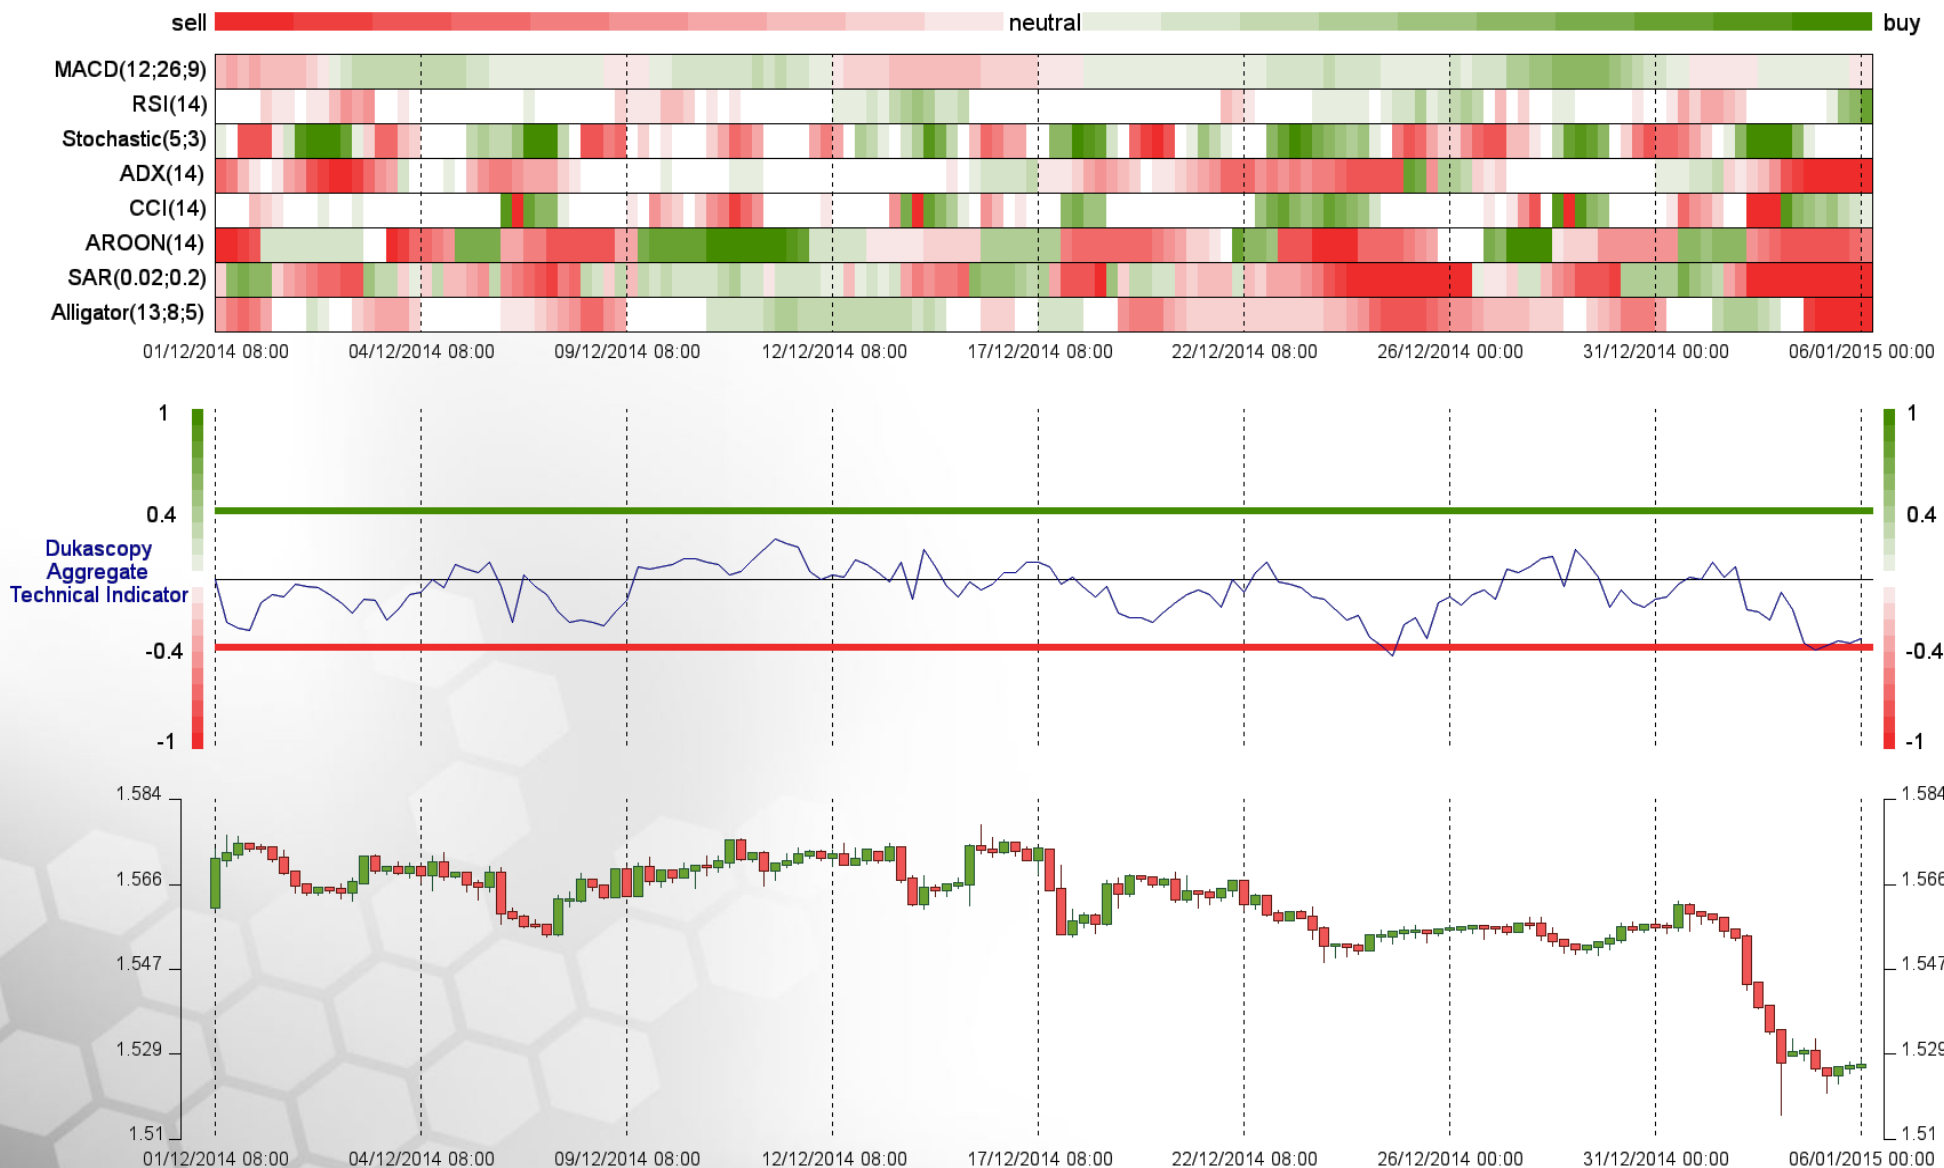 sell neutral buy
MACD(12;26;9)
RSI(14)
Stochastic(5;3)
ADX(14)
CCI(14)
AROON(14)
SAR(0.02;0.2)
Alligator(13;8;5)
01/12/2014 08:00 04/12/2014 08:00 09/12/2014 08:00 12/12/2014 08:00 17/12/2014 08:00 22/12/2014 08:00 26/12/2014 00:00 31/12/2014 00:00 06/01/2015 00:00
1 1
0.4 0.4
Dukascopy
Aggregate
Technical Indicator
-0.4 -0.4
-1 -1
1.584 1.584
1.566 1.566
1.547 1.547
1.529 1.529
1.51 1.51
01/12/2014 08:00 04/12/2014 08:00 09/12/2014 08:00 12/12/2014 08:00 17/12/2014 08:00 22/12/2014 08:00 26/12/2014 00:00 31/12/2014 00:00 06/01/2015 00:00